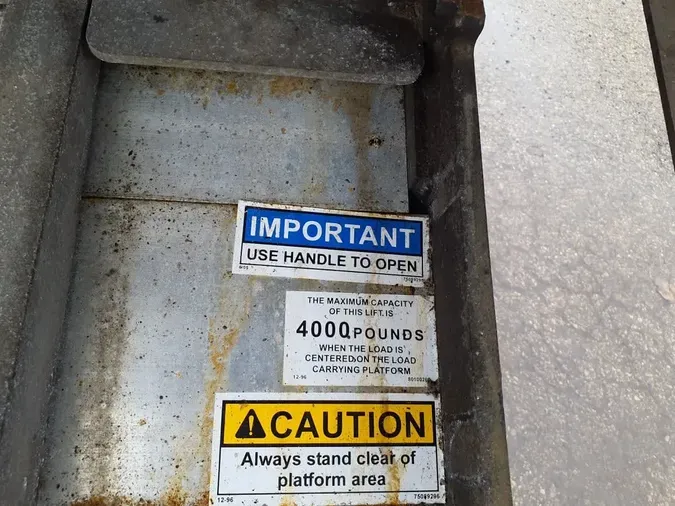 IMPORTANT
USE HANDLE TO OPEN
THE MAXIMUM CAPACITY
OF THIS LIFT IS
4000 POUNDS
WHEN THE LOAD IS
CENTERED ON THE LOAD
CARRYING PLATFORM
12-96
CAUTION
Always stand clear of
platform area
12-96